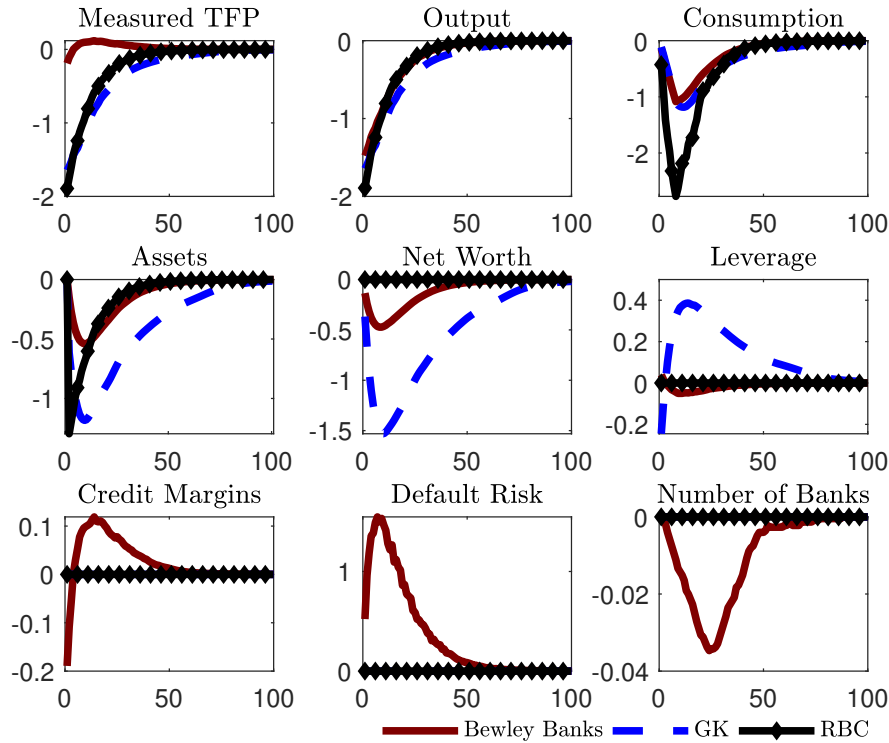 Measured TFP Output Consumption
0 0 0
-1 -1 -1
-2
-2 -2
0 50 100 0 50 100 0 50 100
Assets Net Worth Leverage
0 0 0.4
-0.5 -0.5 0.2
-1 -1 0
-1.5 -0.2
0 50 100 0 50 100 0 50 100
Credit Margins Default Risk Number of Banks
0.1 0
0 1 -0.02
-0.1
-0.2 0 -0.04
0 50 100 0 50 100 0 50 100
Bewley Banks GK RBC